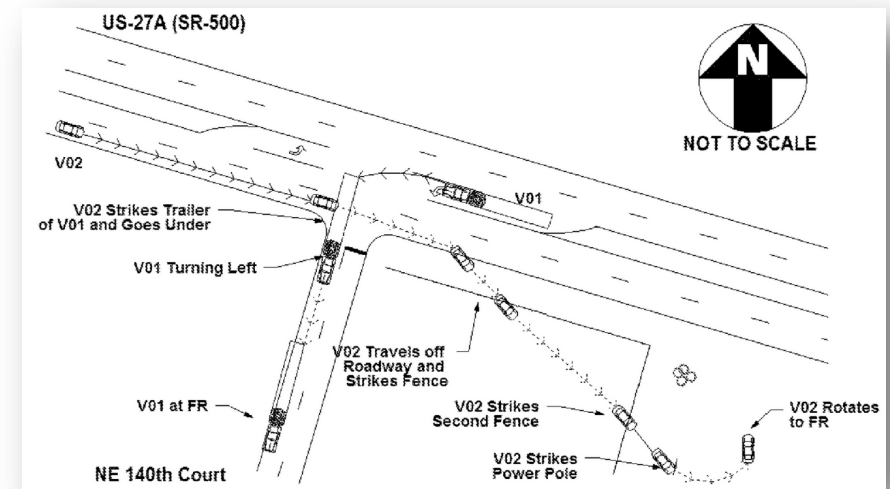 US-27A (SR-500)
N
NOT TO SCALE
V02
V01
V02 Strikes Trailer
of V01 and Goes Under
V01 Turning Left
V02 Travels off
Roadway and
Strikes Fence
V01 at FR
V02 Strikes
Second Fence
V02 Rotates
to FR
V02 Strikes
Power Pole
NE 140th Court